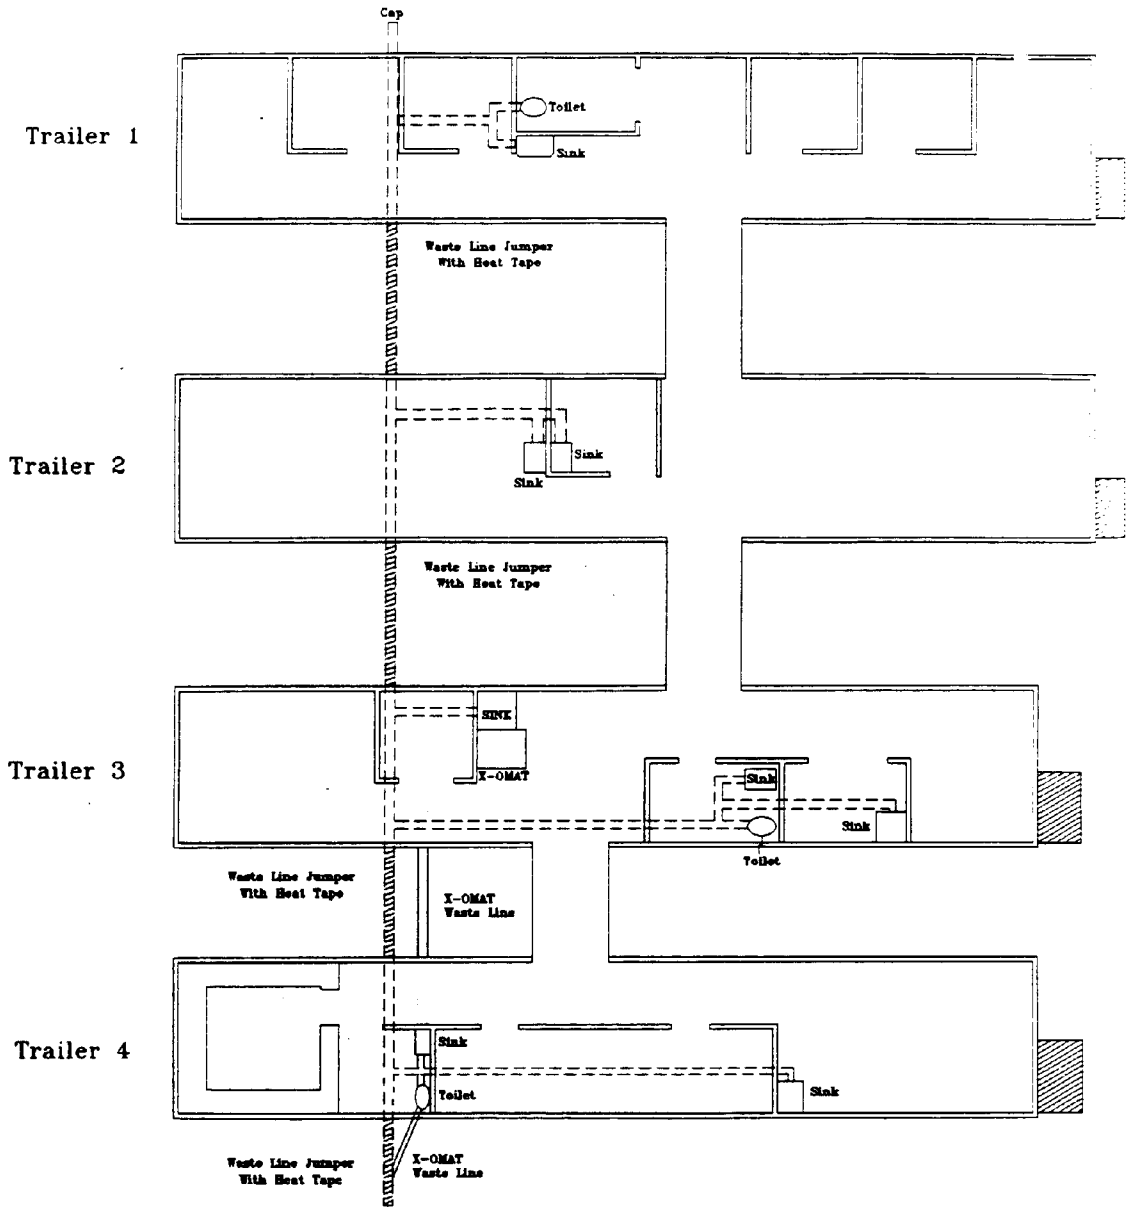 Cap
Toilet
Trailer 1
Sink
Waste Line Jumper
With Heat Tape
Sink
Trailer 2
Sink
Waste Line Jumper
With Heat Tape
SINK
Trailer 3
X-OMAT
Sink
Sink
Toilet
Waste Line Jumper
With Heat Tape
X-OMAT
Waste Line
Sink
Trailer 4
Toilet
Sink
Waste Line Jumper
With Heat Tape
X-OMAT
Waste Line